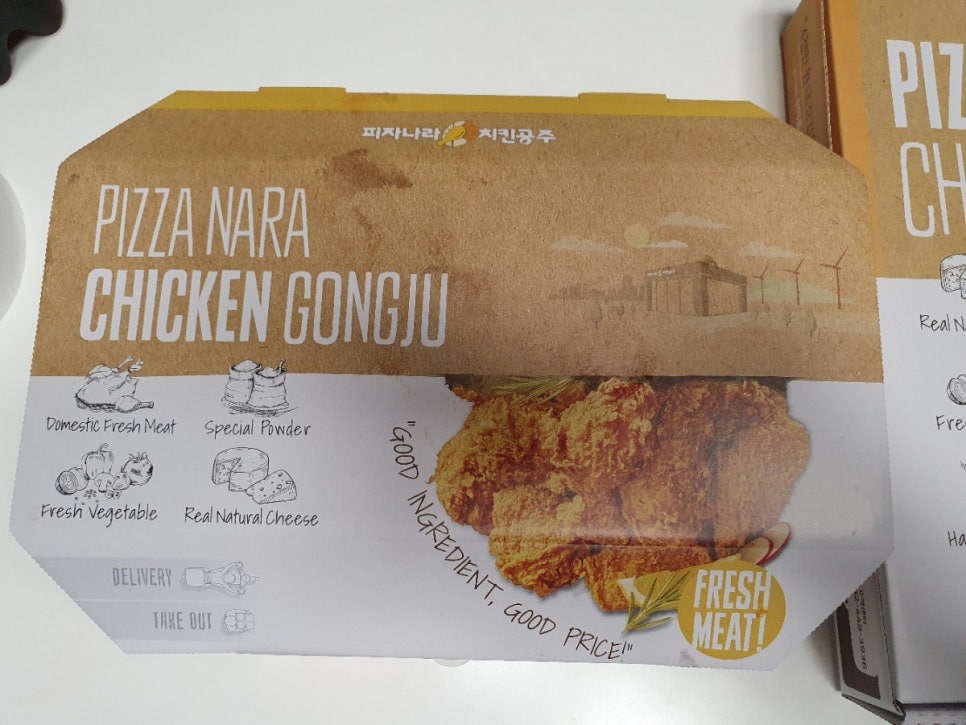 피자나라 치킨공주
PIZZA NARA
CHICKEN GONGJU
Domestic Fresh Meat
Special Powder
Fresh Vegetable
Real Natural Cheese
"GOOD INGREDIENT, GOOD PRICE!"
FRESH
MEAT!
DELIVERY
TAKE OUT
PIZ
CH
Real N
Fre
Ha